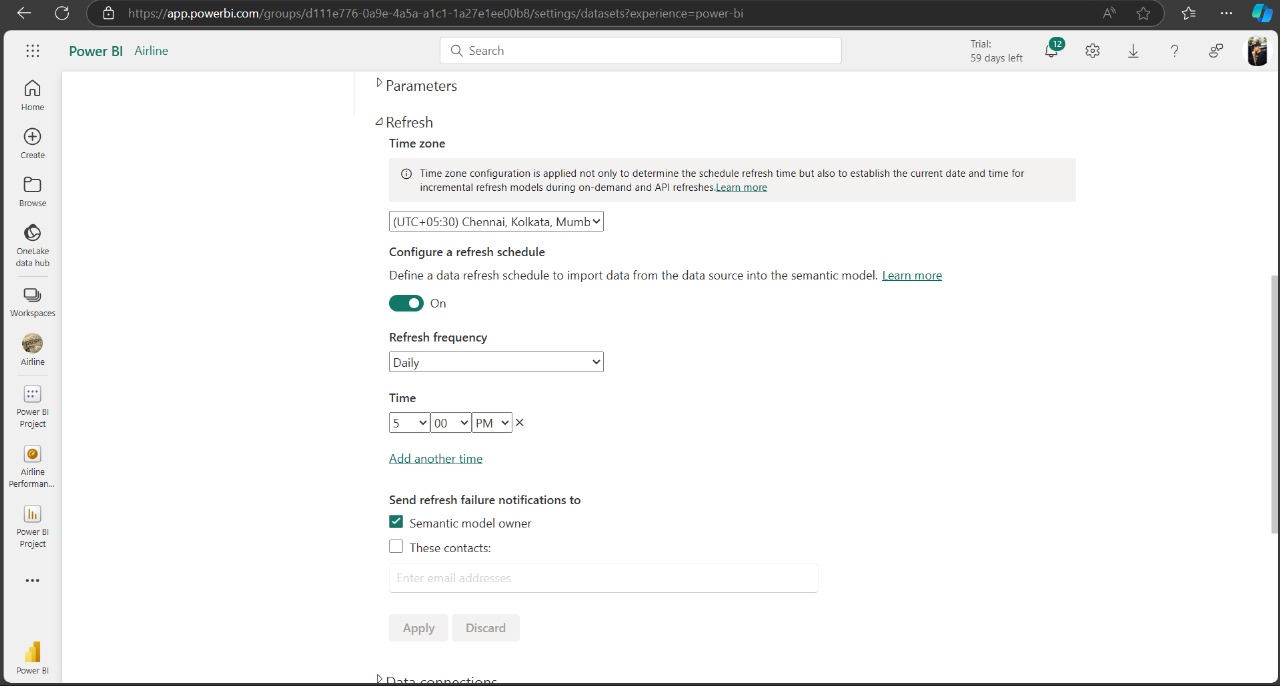 https://app.powerbi.com/groups/d111e776-0a9e-4a5a-a1c1-1a27e1ee00b8/settings/datasets?experience=power-bi
Power BI Airline
Search
Trial:
59 days left
12
Home
Create
Browse
OneLake
data hub
Workspaces
Airline
Power BI
Project
Airline
Performan...
Power BI
Project
Power BI
Parameters
Refresh
Time zone
Time zone configuration is applied not only to determine the schedule refresh time but also to establish the current date and time for
incremental refresh models during on-demand and API refreshes.Learn more
(UTC+05:30) Chennai, Kolkata, Mumb
Configure a refresh schedule
Define a data refresh schedule to import data from the data source into the semantic model. Learn more
On
Refresh frequency
Daily
Time
5 00 PM
Add another time
Send refresh failure notifications to
Semantic model owner
These contacts:
Enter email addresses
Apply Discard
Data connections